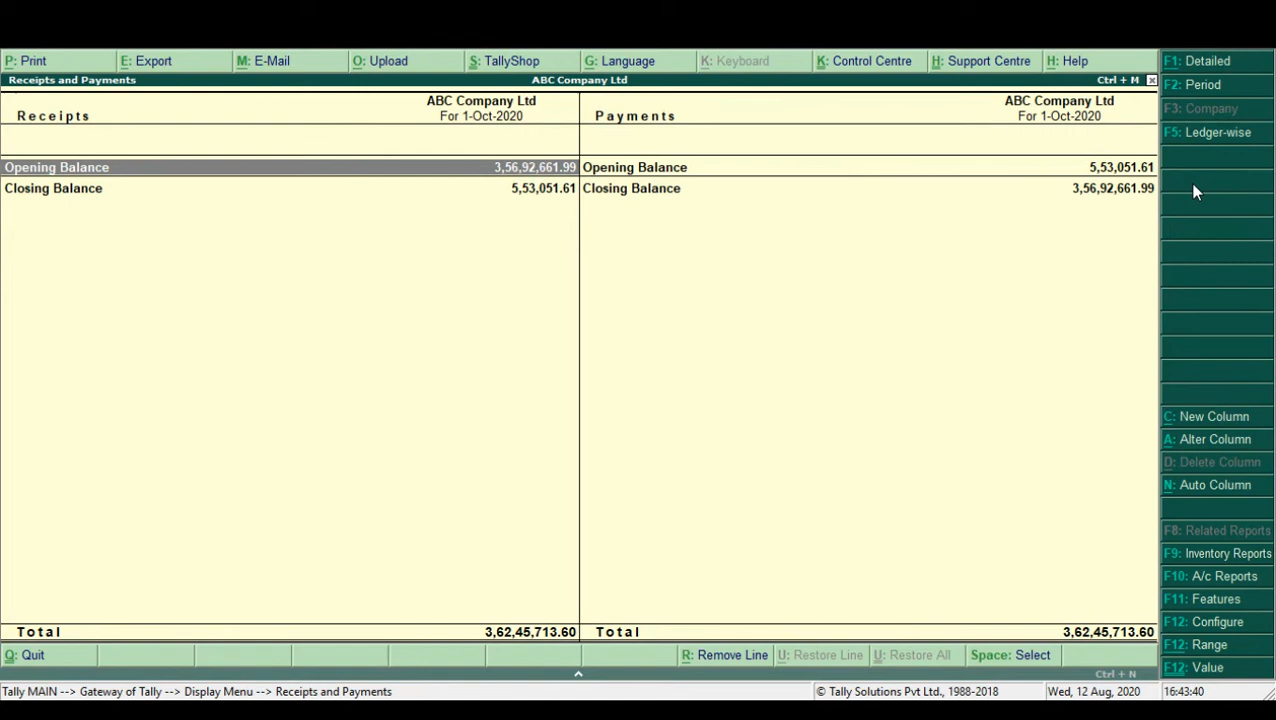 P: Print E: Export M: E-Mail O: Upload S: TallyShop G: Language K: Keyboard K: Control Centre H: Support Centre H: Help
Receipts and Payments ABC Company Ltd Ctrl + M
Receipts ABC Company Ltd For 1-Oct-2020 Payments ABC Company Ltd For 1-Oct-2020
Opening Balance 3,56,92,661.99 Opening Balance 5,53,051.61
Closing Balance 5,53,051.61 Closing Balance 3,56,92,661.99
Total 3,62,45,713.60 Total 3,62,45,713.60
Q: Quit R: Remove Line U: Restore Line U: Restore All Space: Select
Ctrl + N
Tally MAIN --> Gateway of Tally --> Display Menu --> Receipts and Payments © Tally Solutions Pvt Ltd., 1988-2018 Wed, 12 Aug, 2020 16:43:40
F1: Detailed
F2: Period
F3: Company
F5: Ledger-wise
C: New Column
A: Alter Column
D: Delete Column
N: Auto Column
F8: Related Reports
F9: Inventory Reports
F10: A/c Reports
F11: Features
F12: Configure
F12: Range
F12: Value